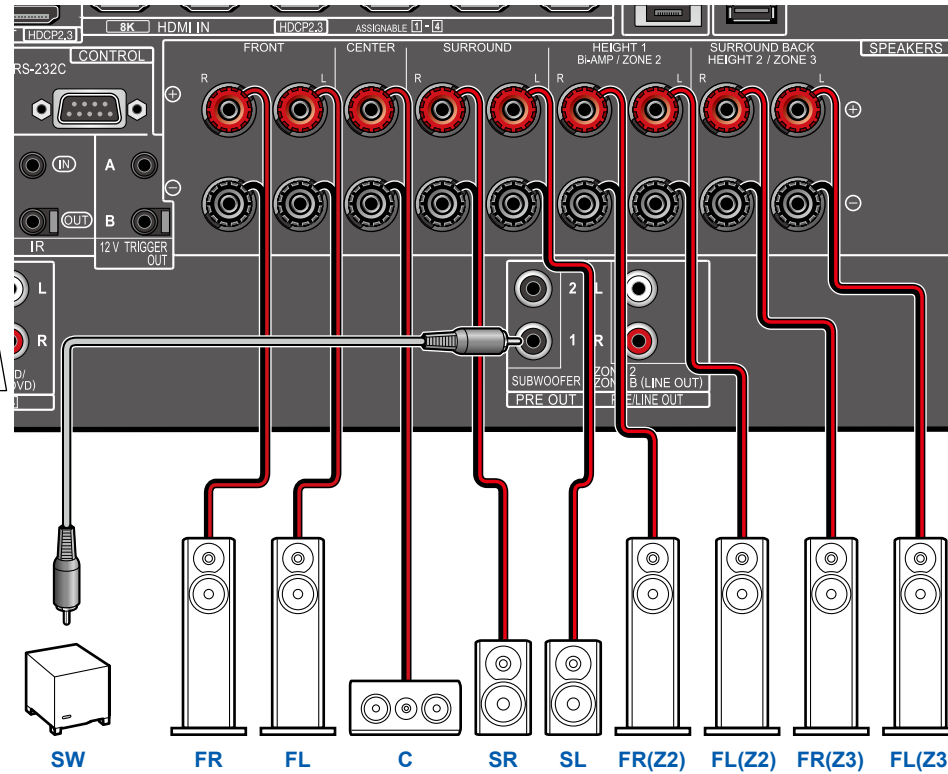 8K HDMI IN HDCP2.3 ASSIGNABLE 1 - 4
HDCP2.3
CONTROL
RS-232C
FRONT CENTER SURROUND HEIGHT 1 SURROUND BACK SPEAKERS
Bi-AMP / ZONE 2 HEIGHT 2 / ZONE 3
R L R L R L R L
IN A
OUT B
IR 12 V TRIGGER
OUT
L 2 L
R 1 R
D/
DVD)
SUBWOOFER
PRE OUT
ZONE 2
ZONE B (LINE OUT)
PRE/LINE OUT
SW FR FL C SR SL FR(Z2) FL(Z2) FR(Z3) FL(Z3